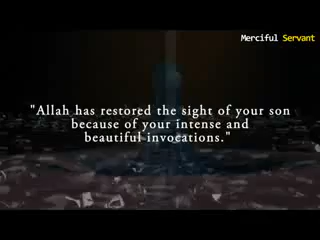 Merciful Servant
"Allah has restored the sight of your son
because of your intense and
beautiful invocations."